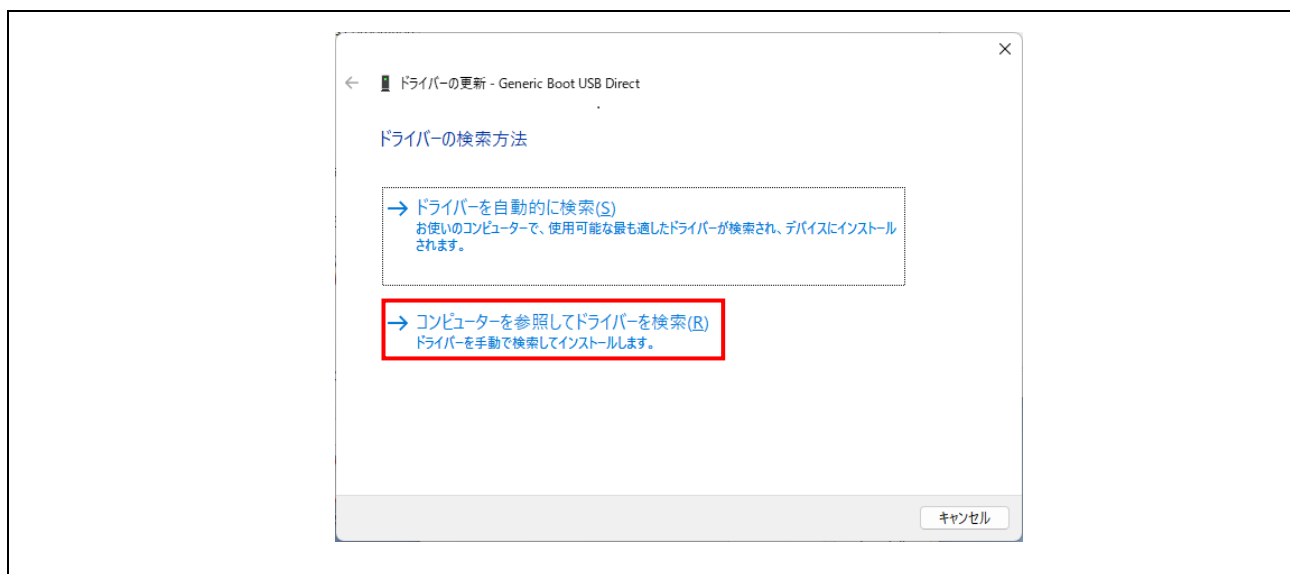 ドライバーの更新 - Generic Boot USB Direct
ドライバーの検索方法
→ ドライバーを自動的に検索(S)
お使いのコンピューターで、使用可能な最も適したドライバーが検索され、デバイスにインストール
されます。
→ コンピューターを参照してドライバーを検索(R)
ドライバーを手動で検索してインストールします。
キャンセル